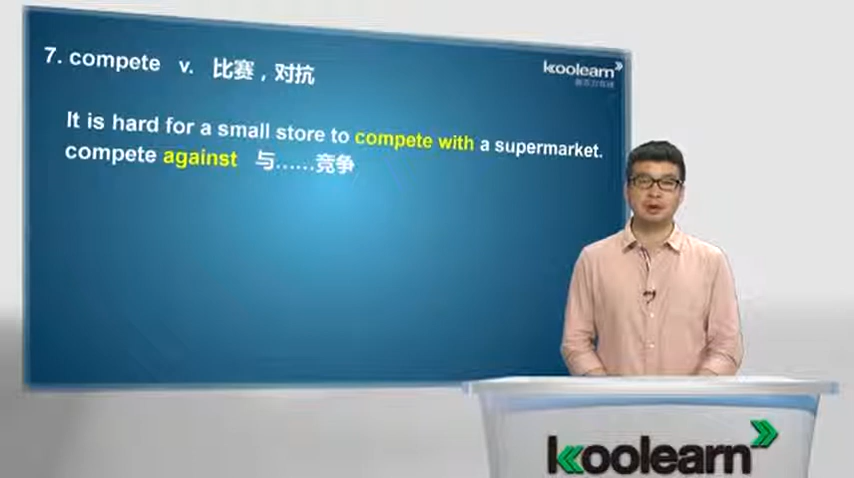 7. compete v. 比赛，对抗
koolearn
It is hard for a small store to compete with a supermarket.
compete against 与……竞争
koolearn